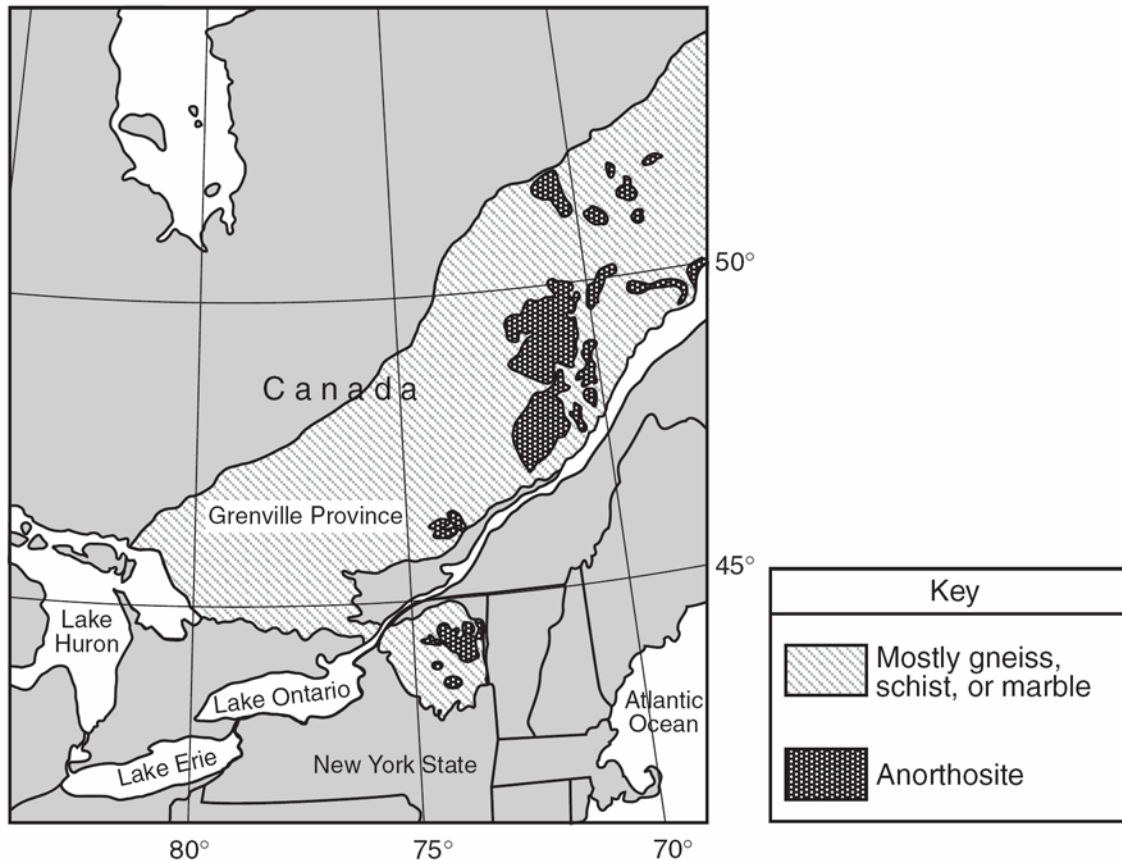 50°
Canada
Grenville Province
45°
Lake
Huron
Lake Ontario
Atlantic
Ocean
Lake Erie
New York State
80°
75°
70°
Key
Mostly gneiss,
schist, or marble
Anorthosite